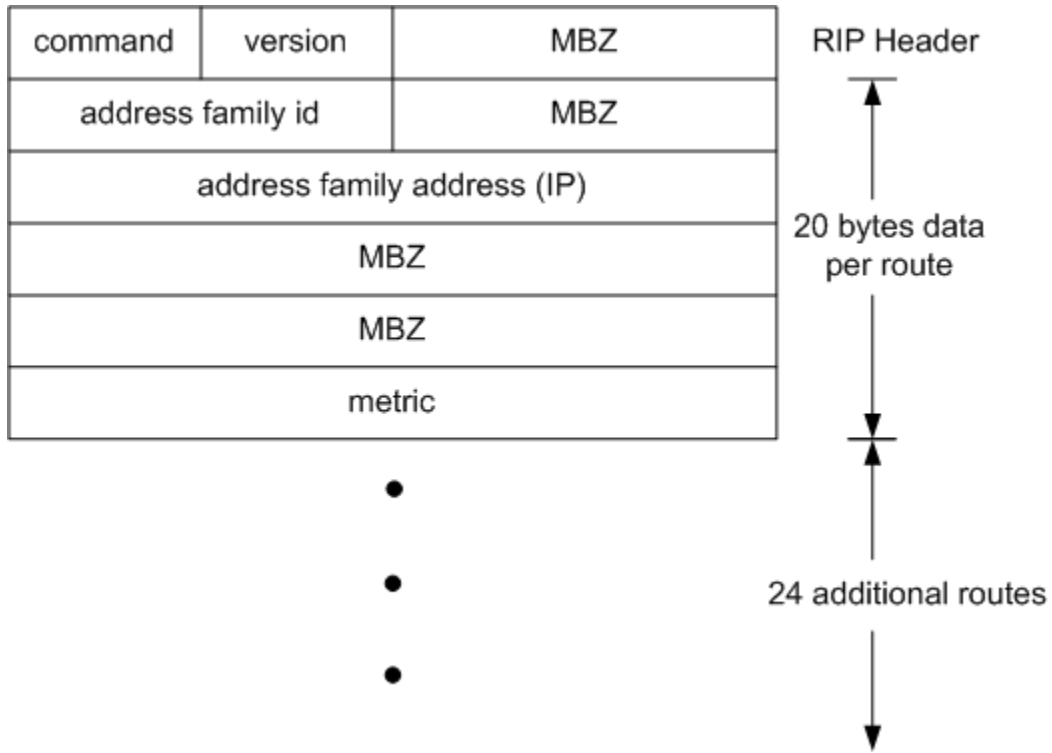 command version MBZ RIP Header
address family id MBZ
address family address (IP)
MBZ
MBZ
metric
20 bytes data
per route
24 additional routes